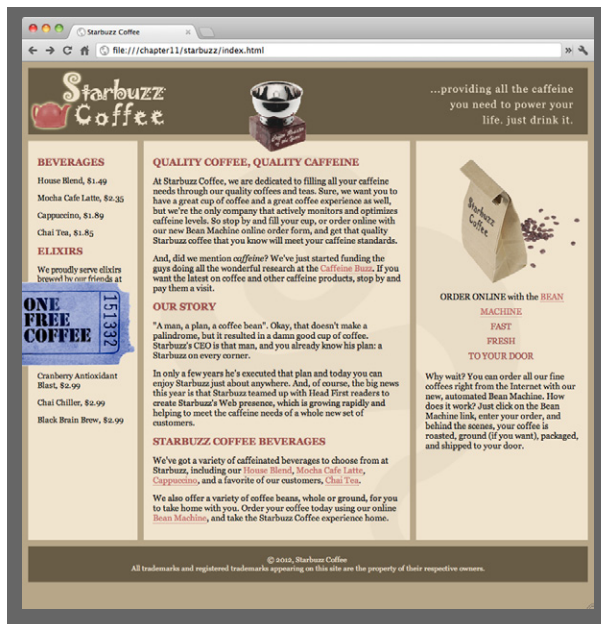 Starbuzz Coffee
file:///chapter11/starbuzz/index.html
Starbuzz
Coffee
...providing all the caffeine
you need to power your
life. just drink it.
BEVERAGES
House Blend, $1.49
Mocha Cafe Latte, $2.35
Cappuccino, $1.89
Chai Tea, $1.85
ELIXIRS
We proudly serve elixirs
brewed by our friends at
ONE
FREE
COFFEE
151332
Cranberry Antioxidant
Blast, $2.99
Chai Chiller, $2.99
Black Brain Brew, $2.99
QUALITY COFFEE, QUALITY CAFFEINE
At Starbuzz Coffee, we are dedicated to filling all your caffeine
needs through our quality coffees and teas. Sure, we want you to
have a great cup of coffee and a great coffee experience as well,
but we're the only company that actively monitors and optimizes
caffeine levels. So stop by and fill your cup, or order online with
our new Bean Machine online order form, and get that quality
Starbuzz coffee that you know will meet your caffeine standards.
And, did we mention caffeine? We've just started funding the
guys doing all the wonderful research at the Caffeine Buzz. If you
want the latest on coffee and other caffeine products, stop by and
pay them a visit.
OUR STORY
"A man, a plan, a coffee bean". Okay, that doesn't make a
palindrome, but it resulted in a damn good cup of coffee.
Starbuzz's CEO is that man, and you already know his plan: a
Starbuzz on every corner.
In only a few years he's executed that plan and today you can
enjoy Starbuzz just about anywhere. And, of course, the big news
this year is that Starbuzz teamed up with Head First readers to
create Starbuzz's Web presence, which is growing rapidly and
helping to meet the caffeine needs of a whole new set of
customers.
STARBUZZ COFFEE BEVERAGES
We've got a variety of caffeinated beverages to choose from at
Starbuzz, including our House Blend, Mocha Cafe Latte,
Cappuccino, and a favorite of our customers, Chai Tea.
We also offer a variety of coffee beans, whole or ground, for you
to take home with you. Order your coffee today using our online
Bean Machine, and take the Starbuzz Coffee experience home.
Starbuzz
Coffee
ORDER ONLINE with the BEAN
MACHINE
FAST
FRESH
TO YOUR DOOR
Why wait? You can order all our fine
coffees right from the Internet with our
new, automated Bean Machine. How
does it work? Just click on the Bean
Machine link, enter your order, and
behind the scenes, your coffee is
roasted, ground (if you want), packaged,
and shipped to your door.
© 2012, Starbuzz Coffee
All trademarks and registered trademarks appearing on this site are the property of their respective owners.